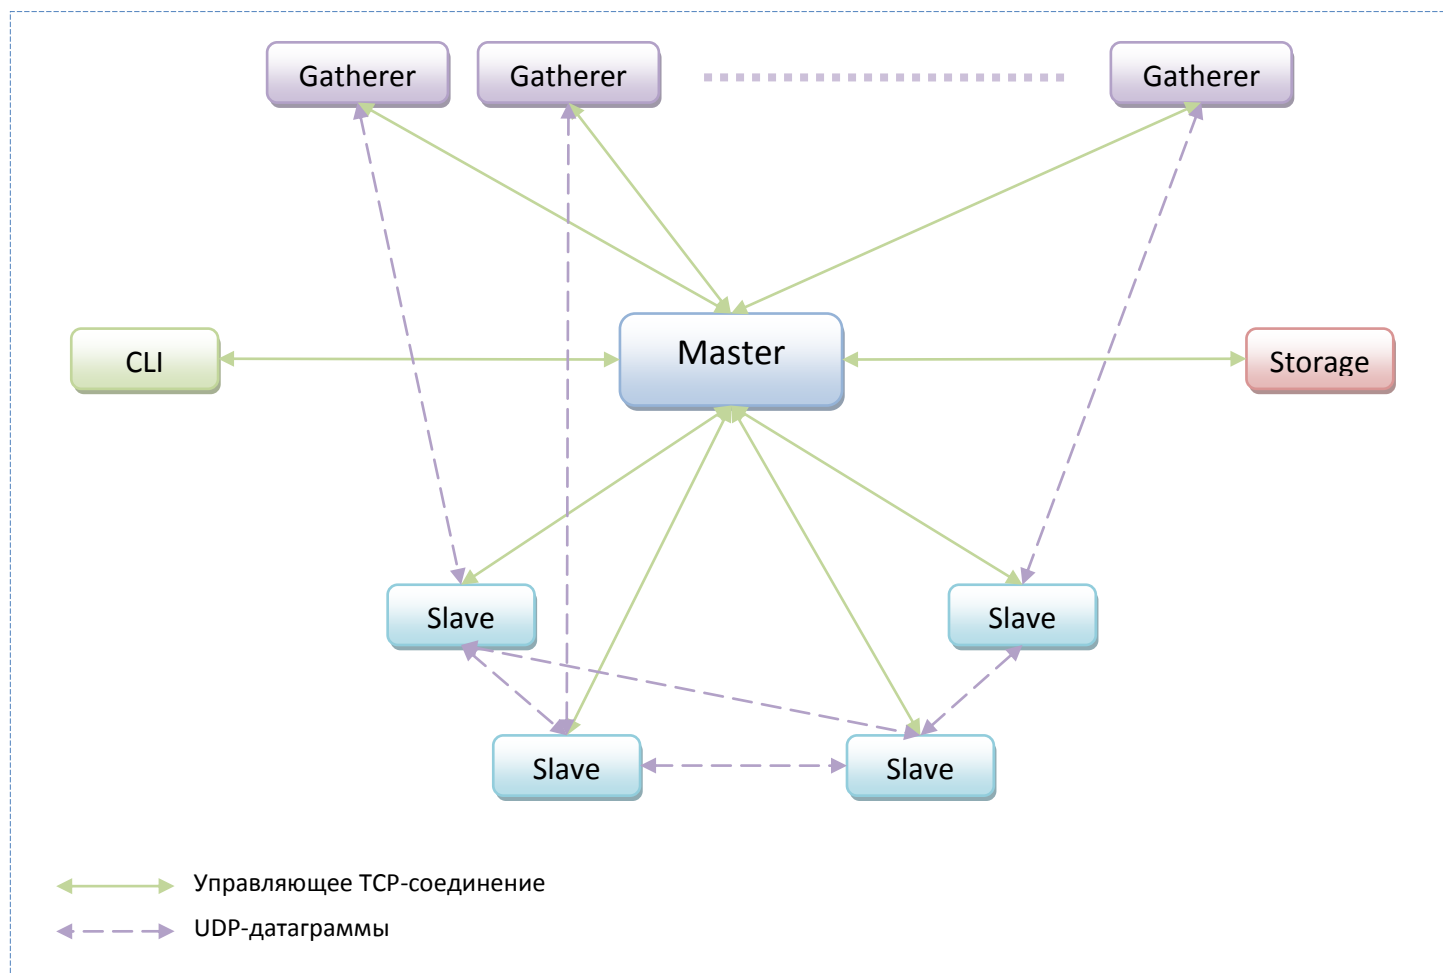 Gatherer
Gatherer
Gatherer
CLI
Master
Storage
Slave
Slave
Slave
Slave
Управляющее TCP-соединение
UDP-датаграммы